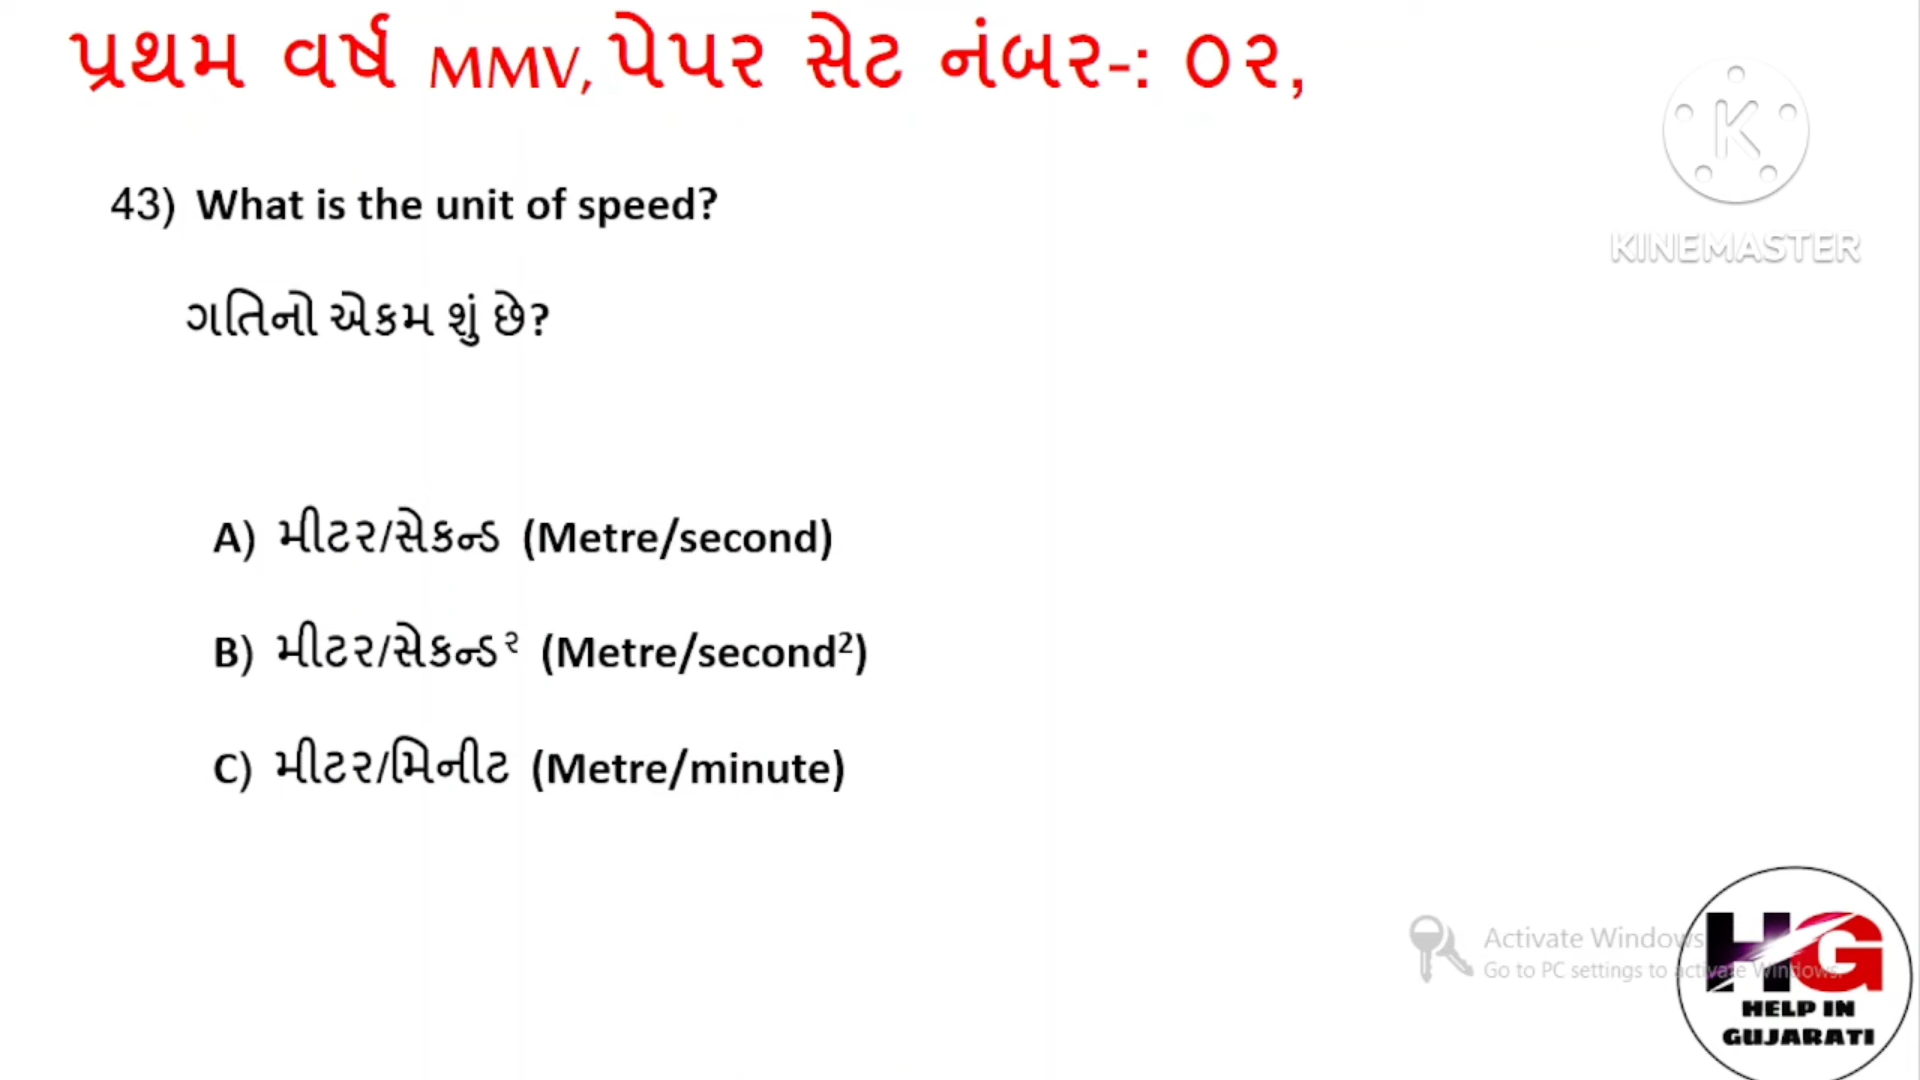 પ્રથમ વર્ષ MMV, પેપર સેટ નંબર-: ૦૨,
KINEMASTER
43) What is the unit of speed?
ગતિનો એકમ શું છે?
A) મીટર/સેકન્ડ (Metre/second)
B) મીટર/સેકન્ડ² (Metre/second²)
C) મીટર/મિનીટ (Metre/minute)
Activate Windows
Go to PC settings to activate Windows.
HG
HELP IN
GUJARATI